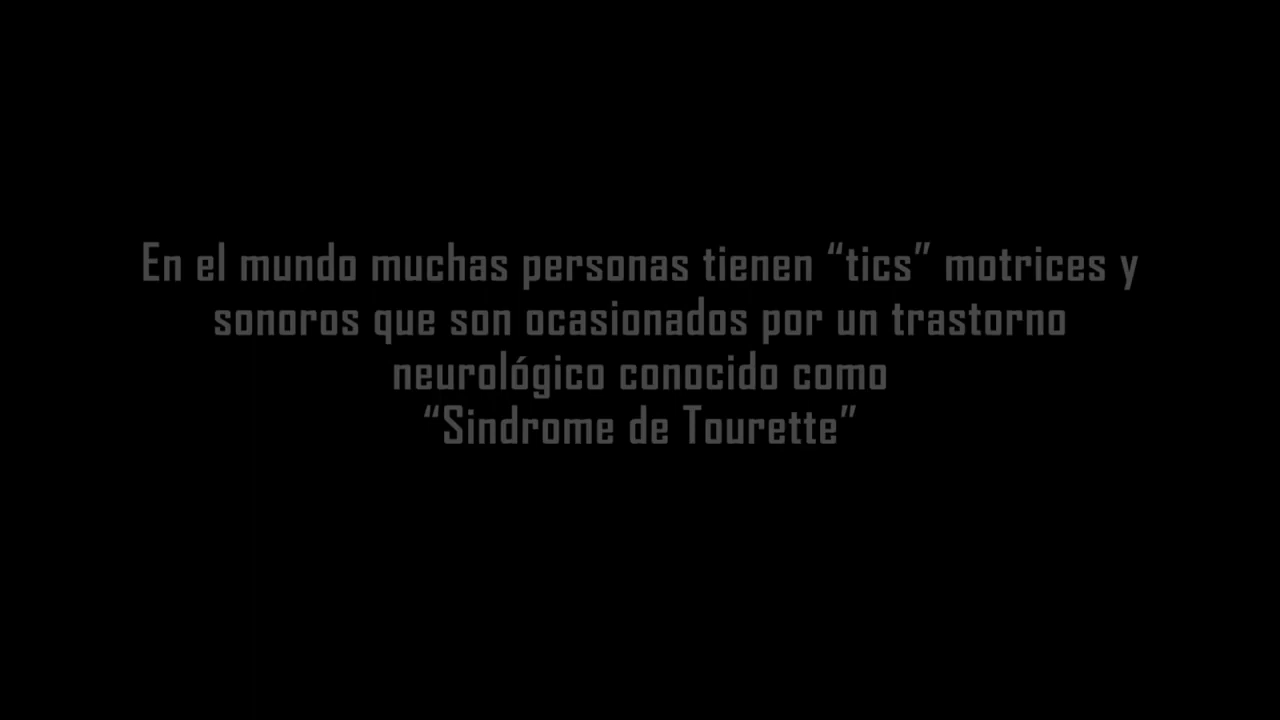 En el mundo muchas personas tienen “tics” motrices y
sonoros que son ocasionados por un trastorno
neurológico conocido como
“Sindrome de Tourette”